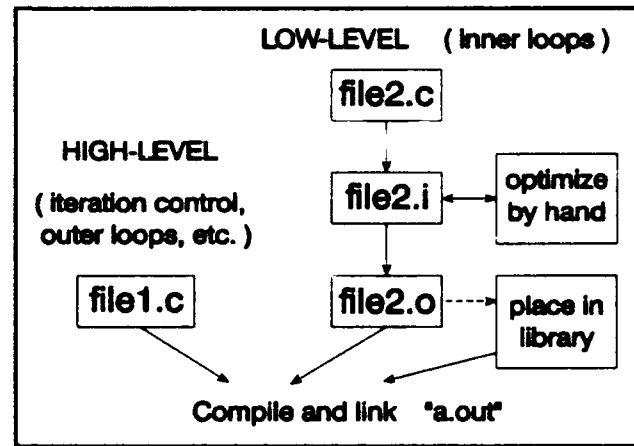 LOW-LEVEL ( inner loops )
file2.c
HIGH-LEVEL
( iteration control,
outer loops, etc. )
file2.i
optimize
by hand
file1.c
file2.o
place in
library
Compile and link "a.out"